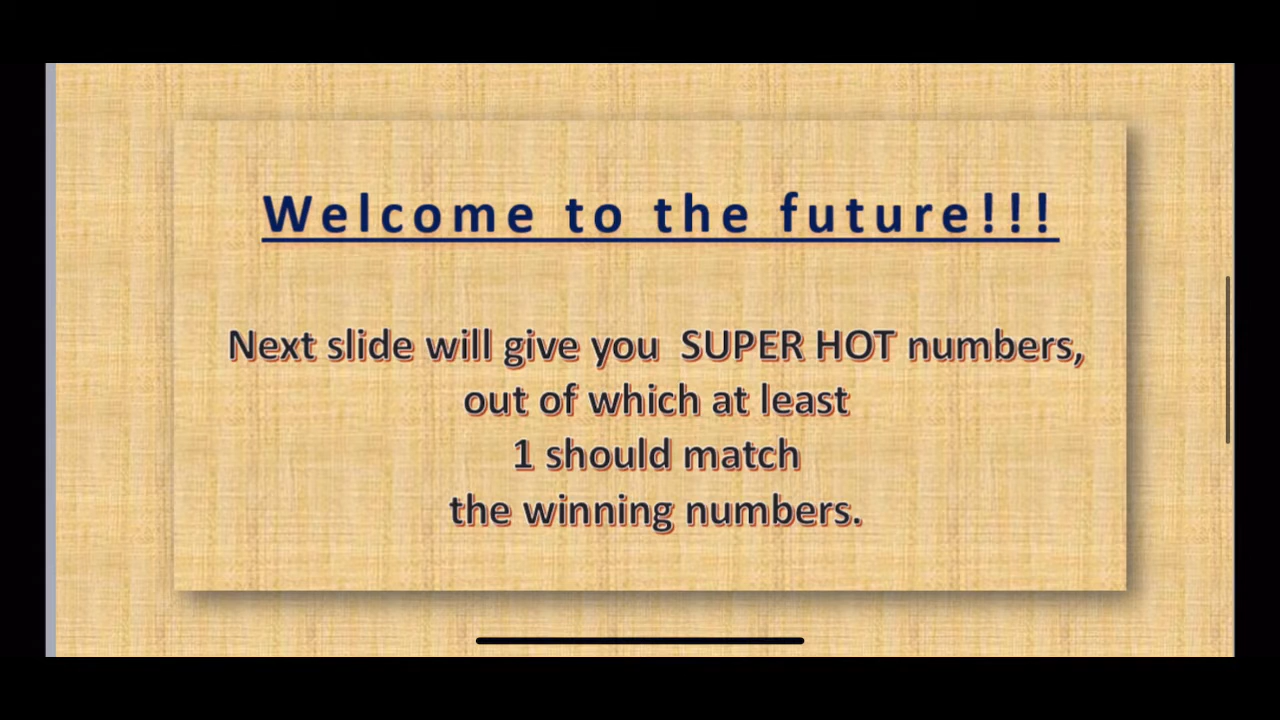 Welcome to the future!!!
Next slide will give you SUPER HOT numbers,
out of which at least
1 should match
the winning numbers.